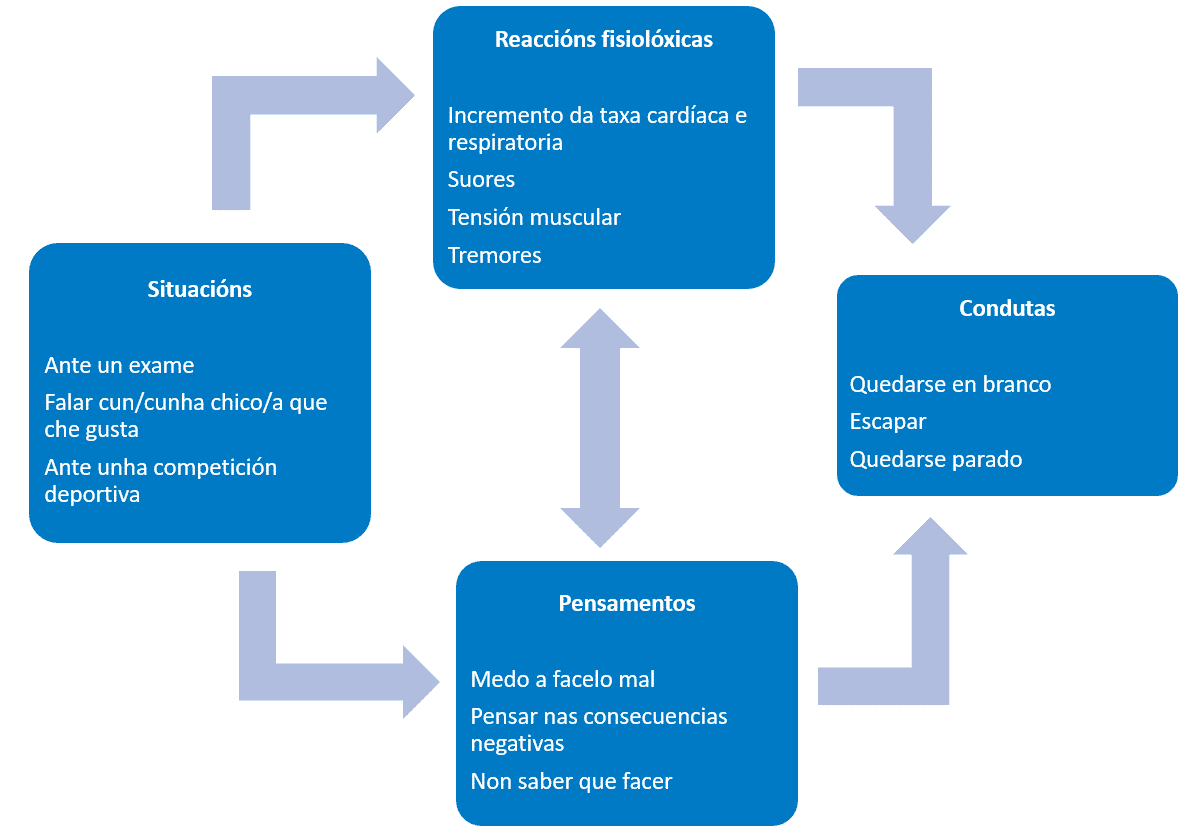 Reaccións fisiolóxicas
Incremento da taxa cardíaca e
respiratoria
Suores
Tensión muscular
Tremores
Situacións
Ante un exame
Falar cun/cunha chico/a que
che gusta
Ante unha competición
deportiva
Condutas
Quedarse en branco
Escapar
Quedarse parado
Pensamentos
Medo a facelo mal
Pensar nas consecuencias
negativas
Non saber que facer